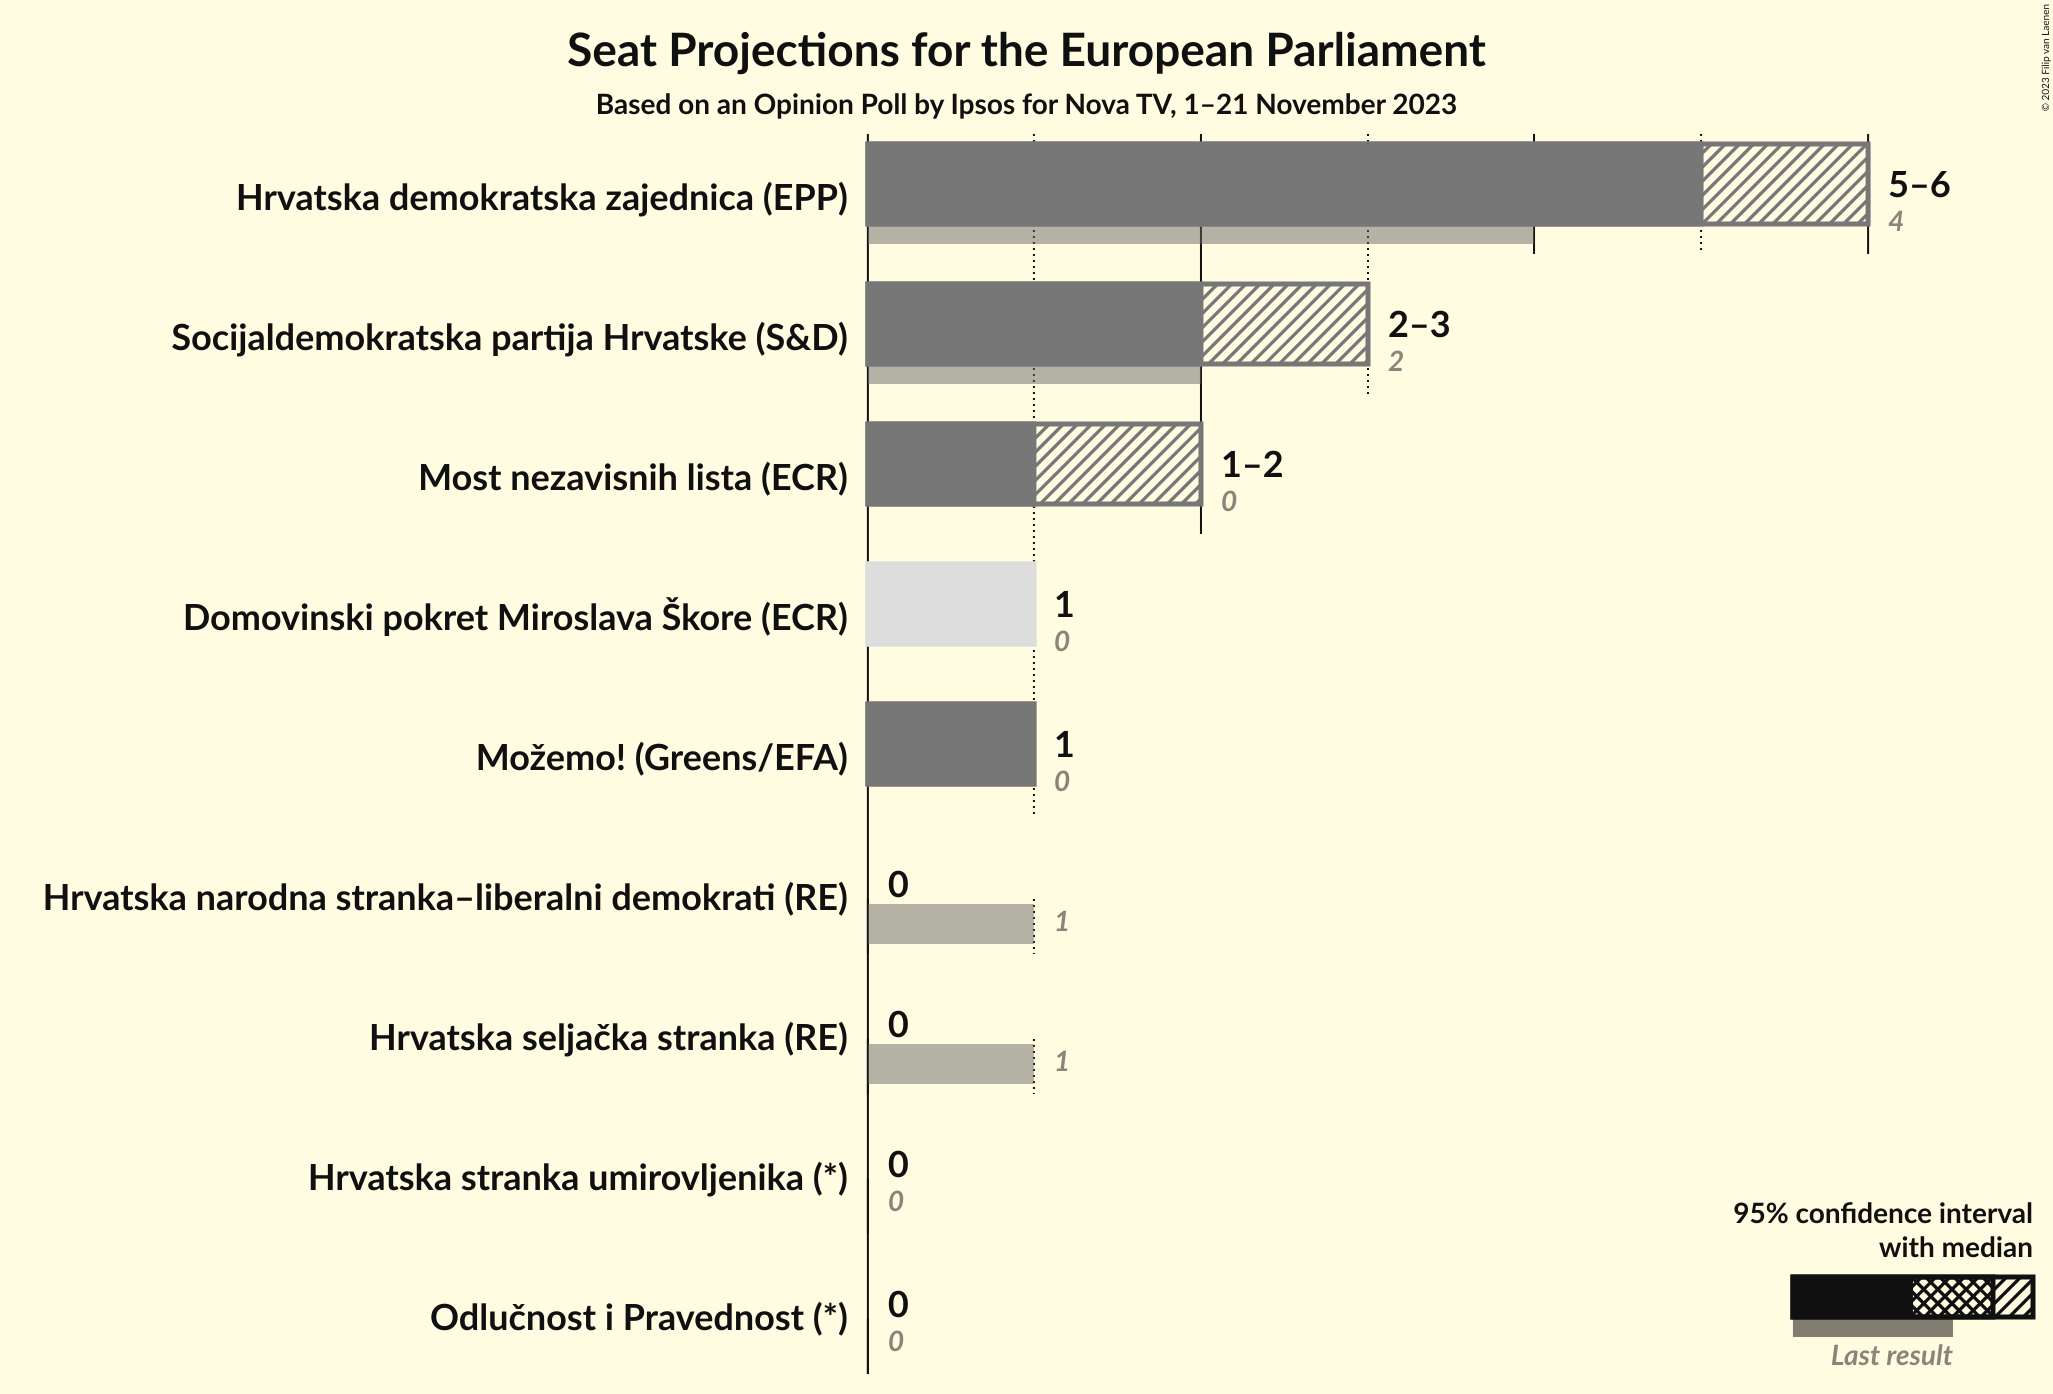 Seat Projections for the European Parliament
Based on an Opinion Poll by Ipsos for Nova TV, 1–21 November 2023
© 2023 Filip van Laenen
Hrvatska demokratska zajednica (EPP)
5–6
4
Socijaldemokratska partija Hrvatske (S&D)
2–3
2
Most nezavisnih lista (ECR)
1–2
0
Domovinski pokret Miroslava Škore (ECR)
1
0
Možemo! (Greens/EFA)
1
0
Hrvatska narodna stranka–liberalni demokrati (RE)
0
1
Hrvatska seljačka stranka (RE)
0
1
Hrvatska stranka umirovljenika (*)
0
0
Odlučnost i Pravednost (*)
0
0
95% confidence interval
with median
Last result